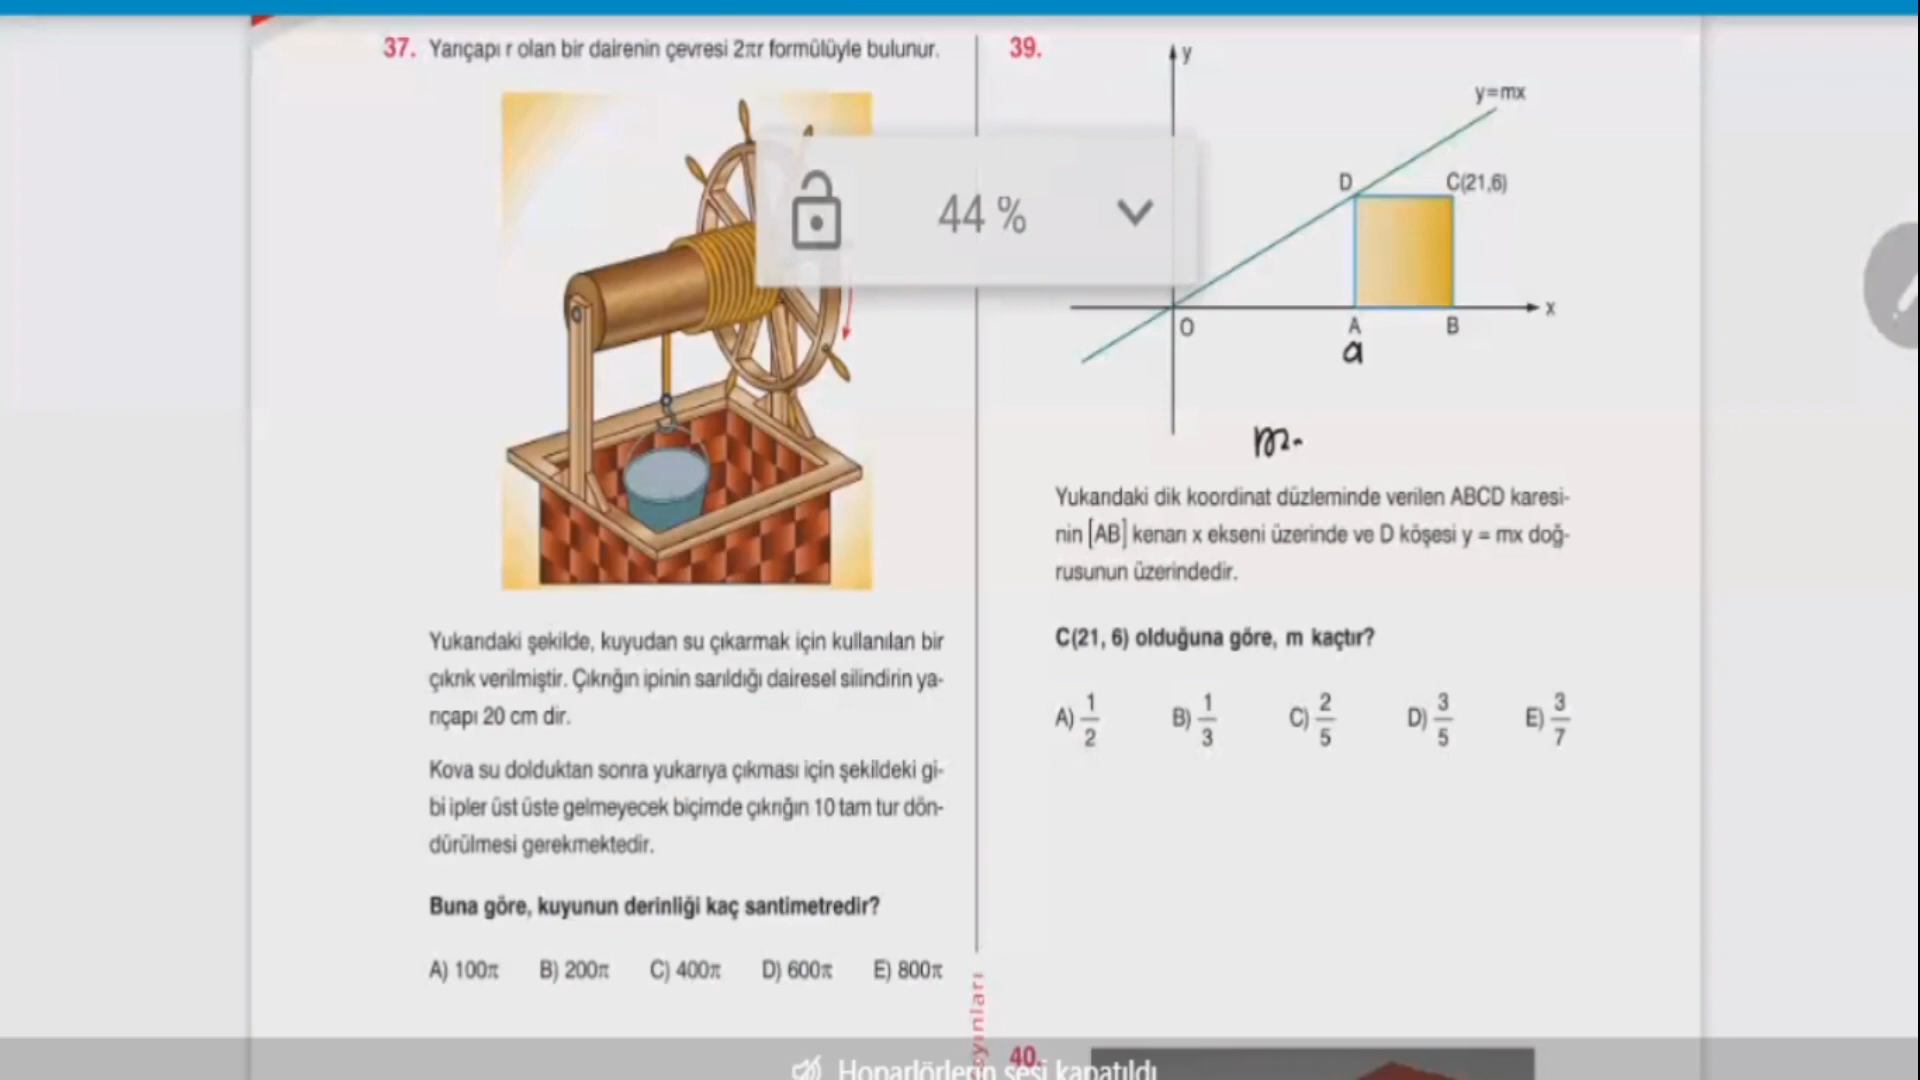 37. Yarıçapı r olan bir dairenin çevresi 2πr formülüyle bulunur.
44 %
Yukarıdaki şekilde, kuyudan su çıkarmak için kullanılan bir
çıkrık verilmiştir. Çıkrığın ipinin sarıldığı dairesel silindirin ya-
rıçapı 20 cm dir.
Kova su dolduktan sonra yukarıya çıkması için şekildeki gi-
bi ipler üst üste gelmeyecek biçimde çıkrığın 10 tam tur dön-
dürülmesi gerekmektedir.
Buna göre, kuyunun derinliği kaç santimetredir?
A) 100π B) 200π C) 400π D) 600π E) 800π
39.
y
y=mx
D C(21,6)
x
O A B
a
m.
Yukarıdaki dik koordinat düzleminde verilen ABCD karesi-
nin [AB] kenarı x ekseni üzerinde ve D köşesi y = mx doğ-
rusunun üzerindedir.
C(21, 6) olduğuna göre, m kaçtır?
A) 1/2 B) 1/3 C) 2/5 D) 3/5 E) 3/7
yınları
40.
Hoparlörlerin sesi kapatıldı